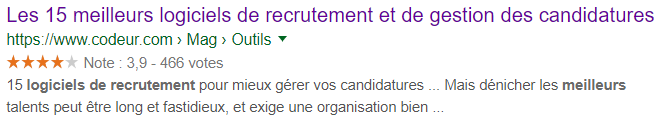 Les 15 meilleurs logiciels de recrutement et de gestion des candidatures
https://www.codeur.com › Mag › Outils
Note : 3,9 - 466 votes
15 logiciels de recrutement pour mieux gérer vos candidatures ... Mais dénicher les meilleurs
talents peut être long et fastidieux, et exige une organisation bien ...